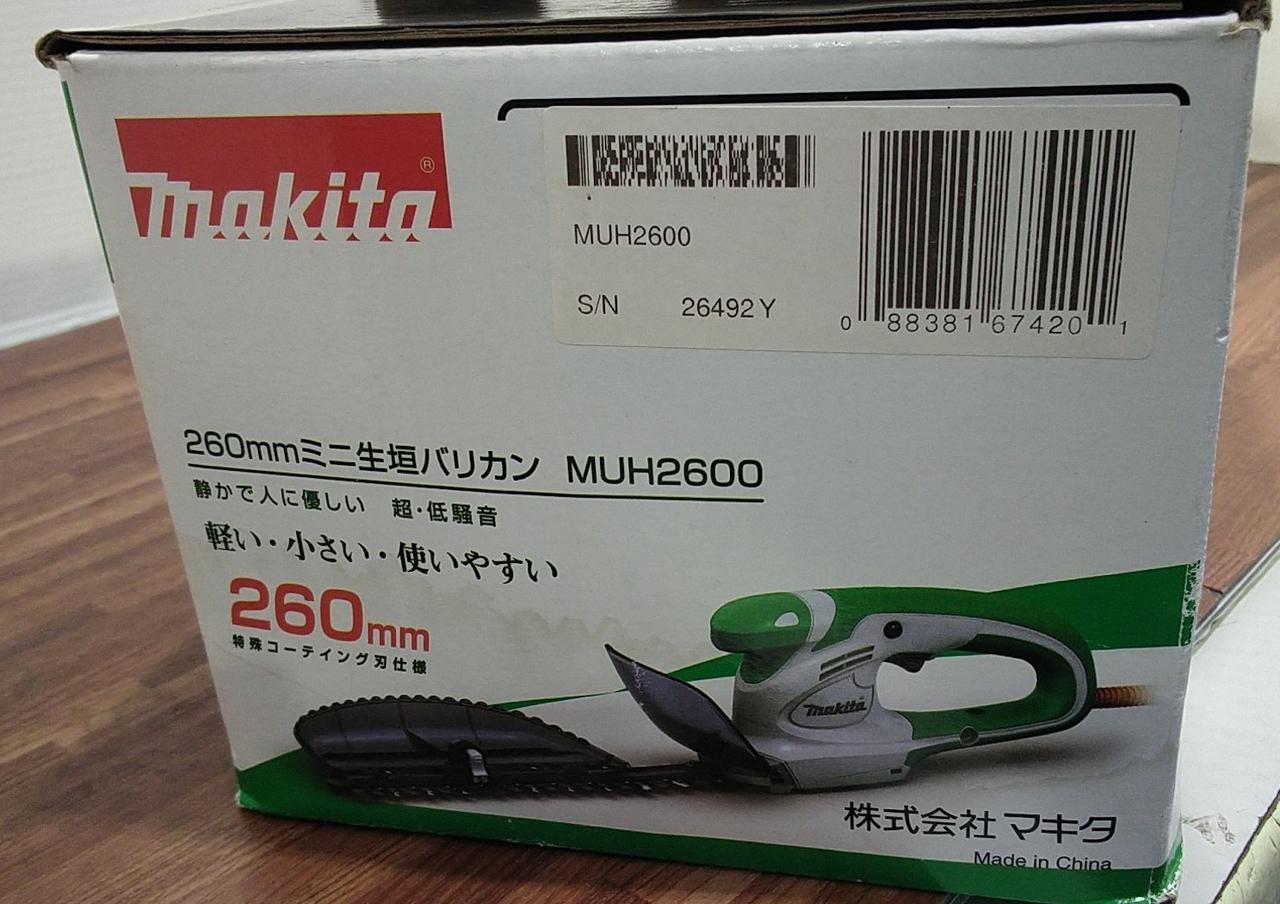 makita®
MUH2600
S/N 26492Y
0 88381 67420 1
260mmミニ生垣バリカン MUH2600
静かで人に優しい 超・低騒音
軽い・小さい・使いやすい
260mm
特殊コーティング刃仕様
makita
株式会社マキタ
Made in China